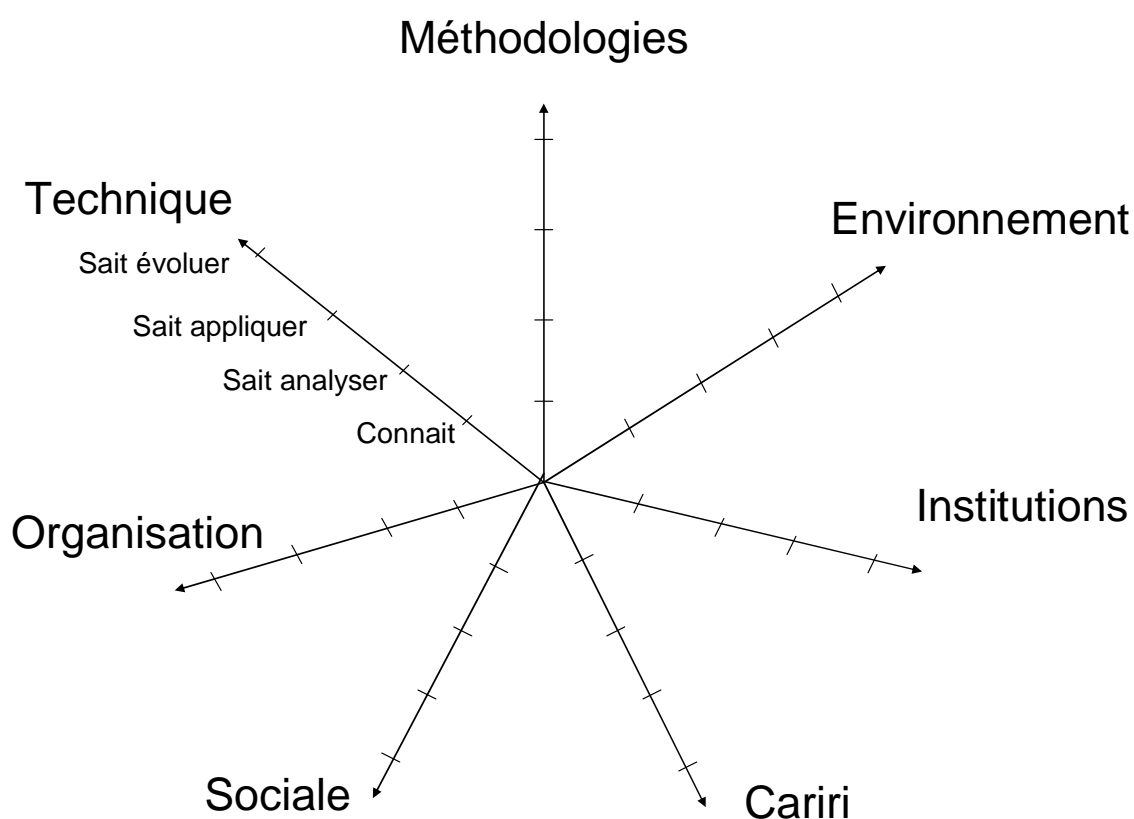 Méthodologies
Technique
Environnement
Sait évoluer
Sait appliquer
Sait analyser
Connait
Institutions
Organisation
Sociale
Cariri